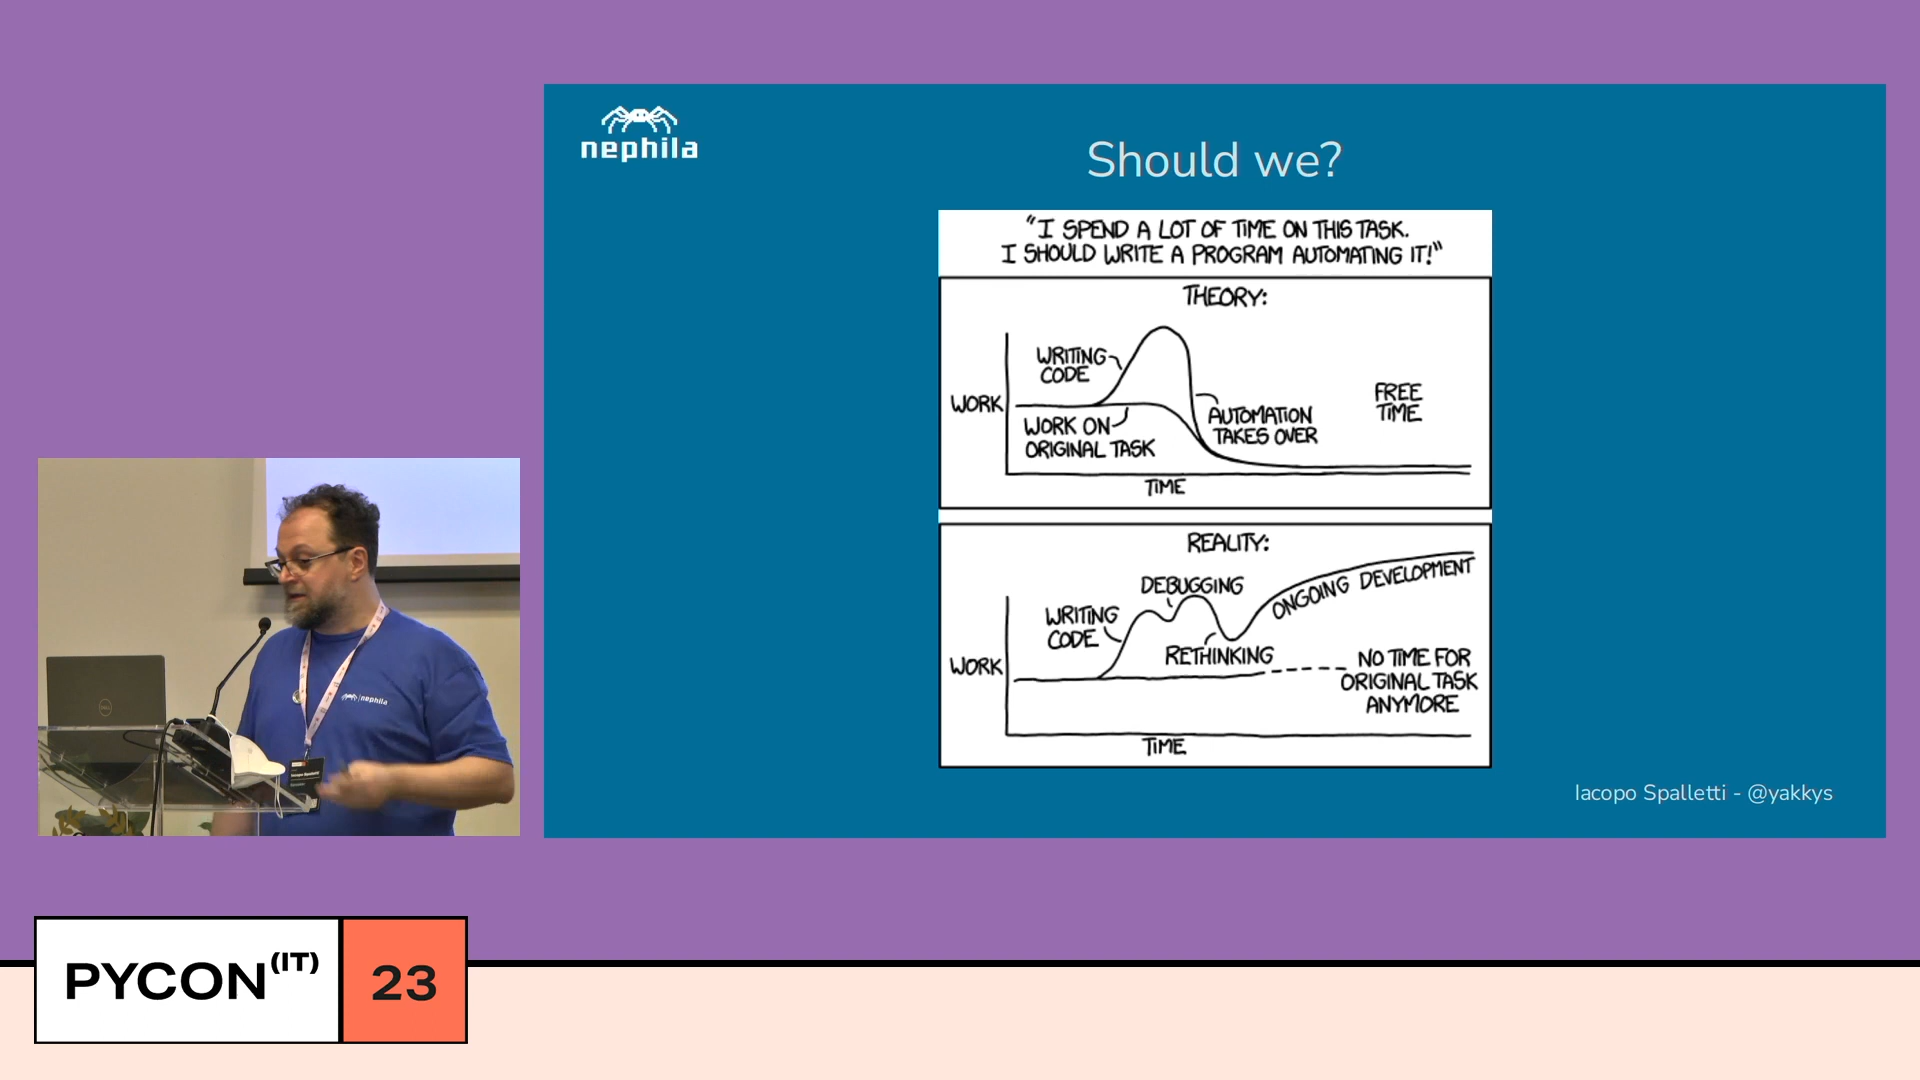 nephila
Should we?
"I SPEND A LOT OF TIME ON THIS TASK.
I SHOULD WRITE A PROGRAM AUTOMATING IT!"
THEORY:
WRITING
CODE
WORK
WORK ON
ORIGINAL TASK
AUTOMATION
TAKES OVER
FREE
TIME
TIME
REALITY:
WRITING
CODE
DEBUGGING
RETHINKING
ONGOING DEVELOPMENT
WORK
NO TIME FOR
ORIGINAL TASK
ANYMORE
TIME
Iacopo Spalletti - @yakkys
nephila
DELL
PYCON(IT) 23